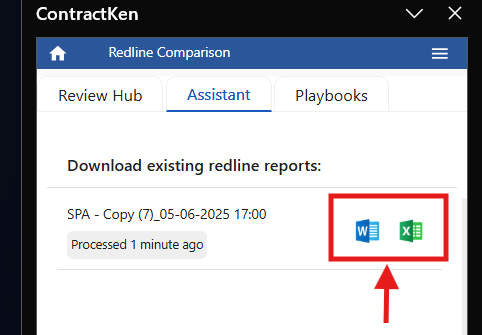 ContractKen
Redline Comparison
Review Hub
Assistant
Playbooks
Download existing redline reports:
SPA - Copy (7)_05-06-2025 17:00
Processed 1 minute ago
W
X